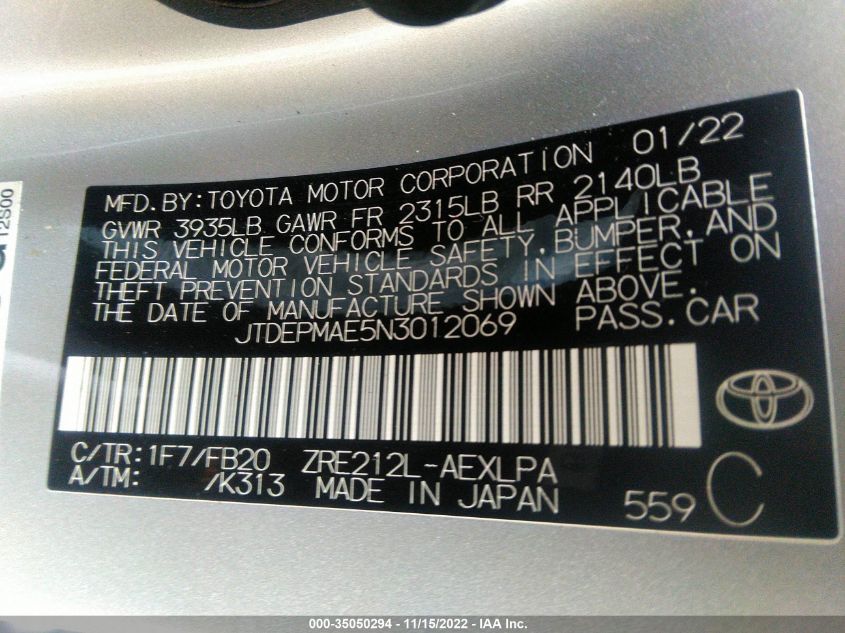 MFD. BY: TOYOTA MOTOR CORPORATION 01/22
GVWR 3935LB GAWR FR 2315LB RR 2140LB
THIS VEHICLE CONFORMS TO ALL APPLICABLE
FEDERAL MOTOR VEHICLE SAFETY, BUMPER, AND
THEFT PREVENTION STANDARDS IN EFFECT ON
THE DATE OF MANUFACTURE SHOWN ABOVE.
JTDEPMAE5N3012069 PASS. CAR
C/TR: 1F7/FB20 ZRE212L-AEXLPA
A/TM: /K313 MADE IN JAPAN
559 C
12S00
000-35050294 - 11/15/2022 - IAA Inc.